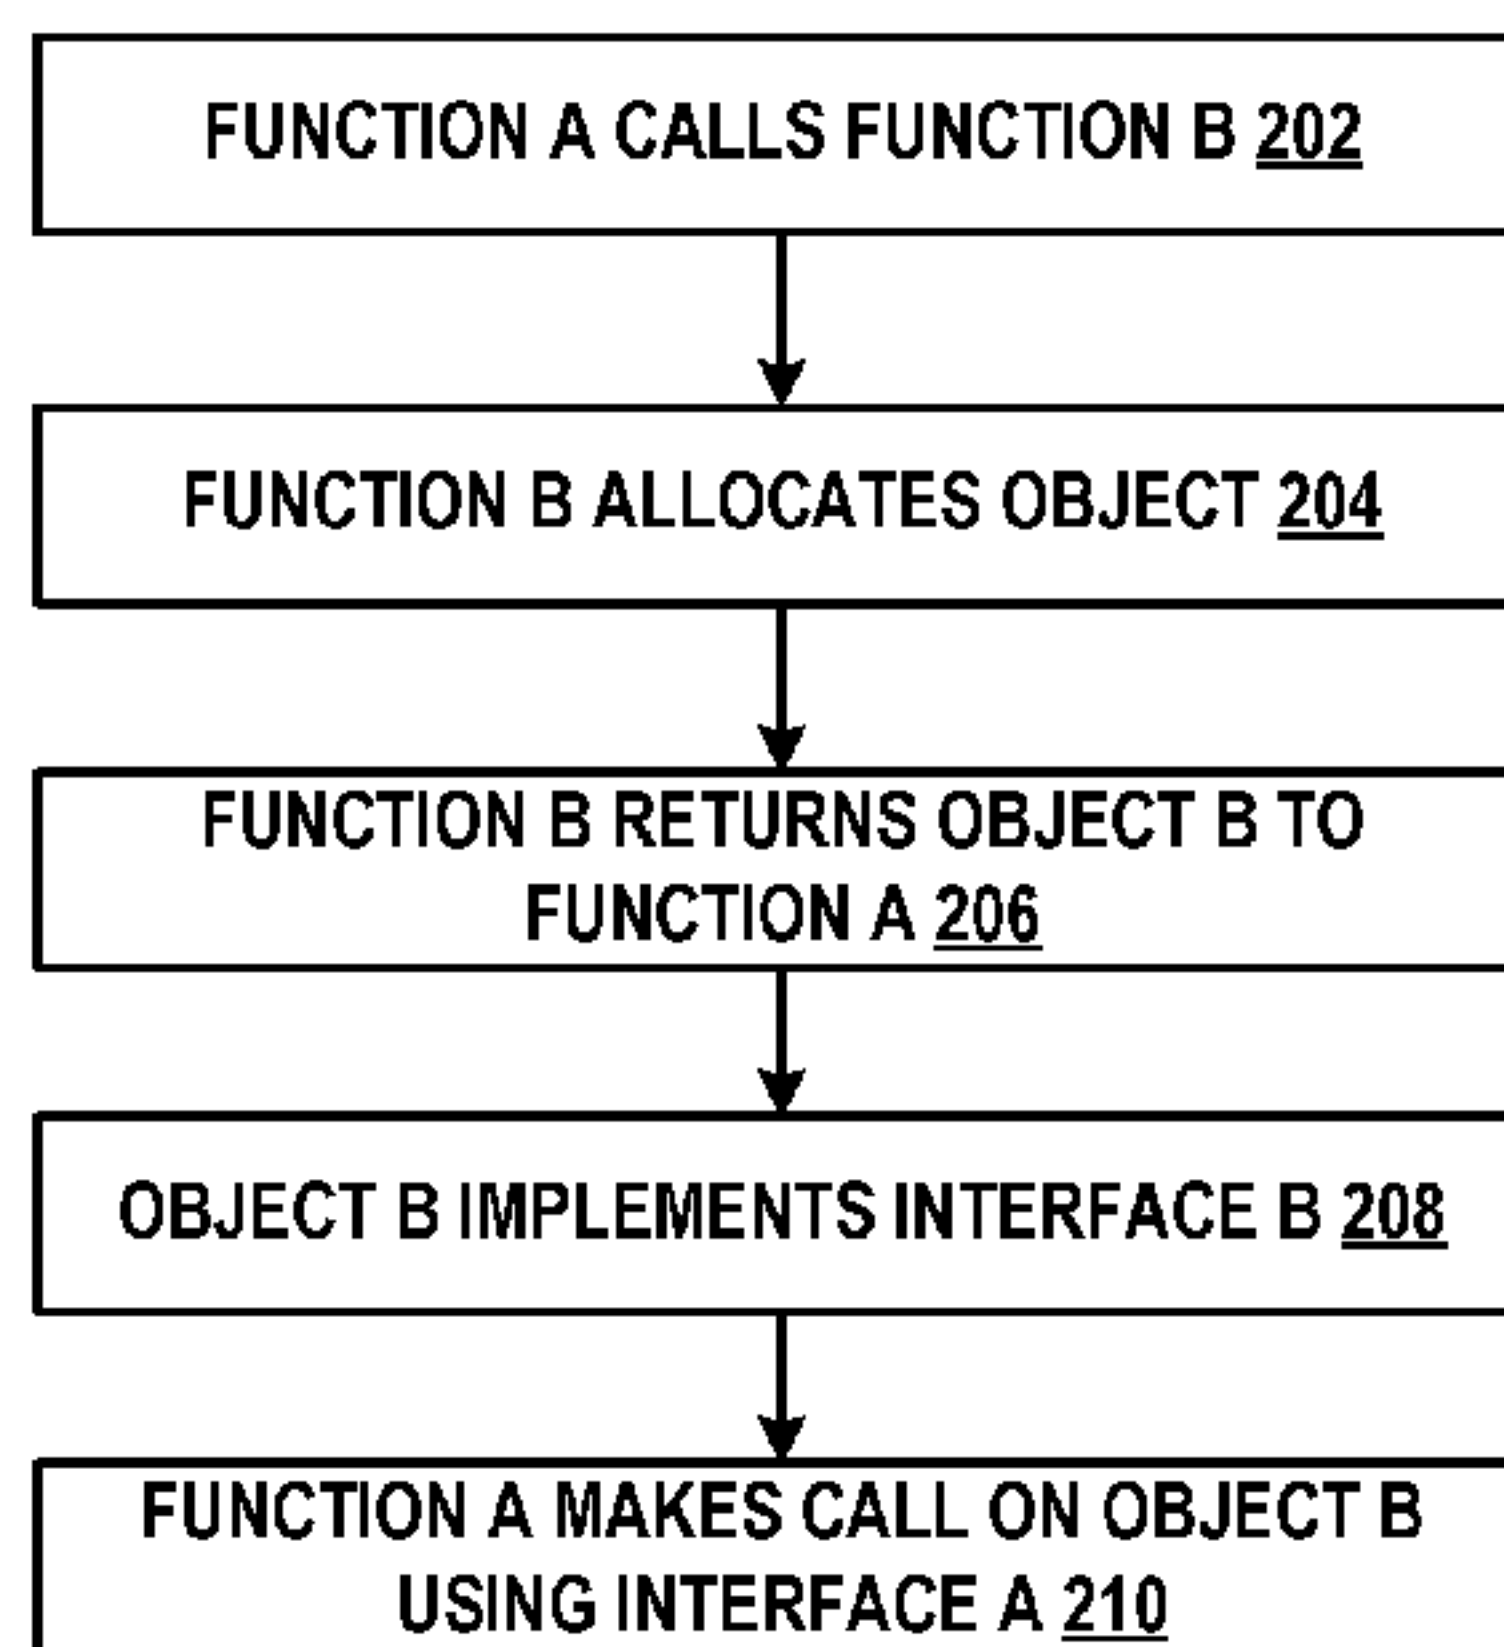 FUNCTION A CALLS FUNCTION B 202
FUNCTION B ALLOCATES OBJECT 204
FUNCTION B RETURNS OBJECT B TO
FUNCTION A 206
OBJECT B IMPLEMENTS INTERFACE B 208
FUNCTION A MAKES CALL ON OBJECT B
USING INTERFACE A 210